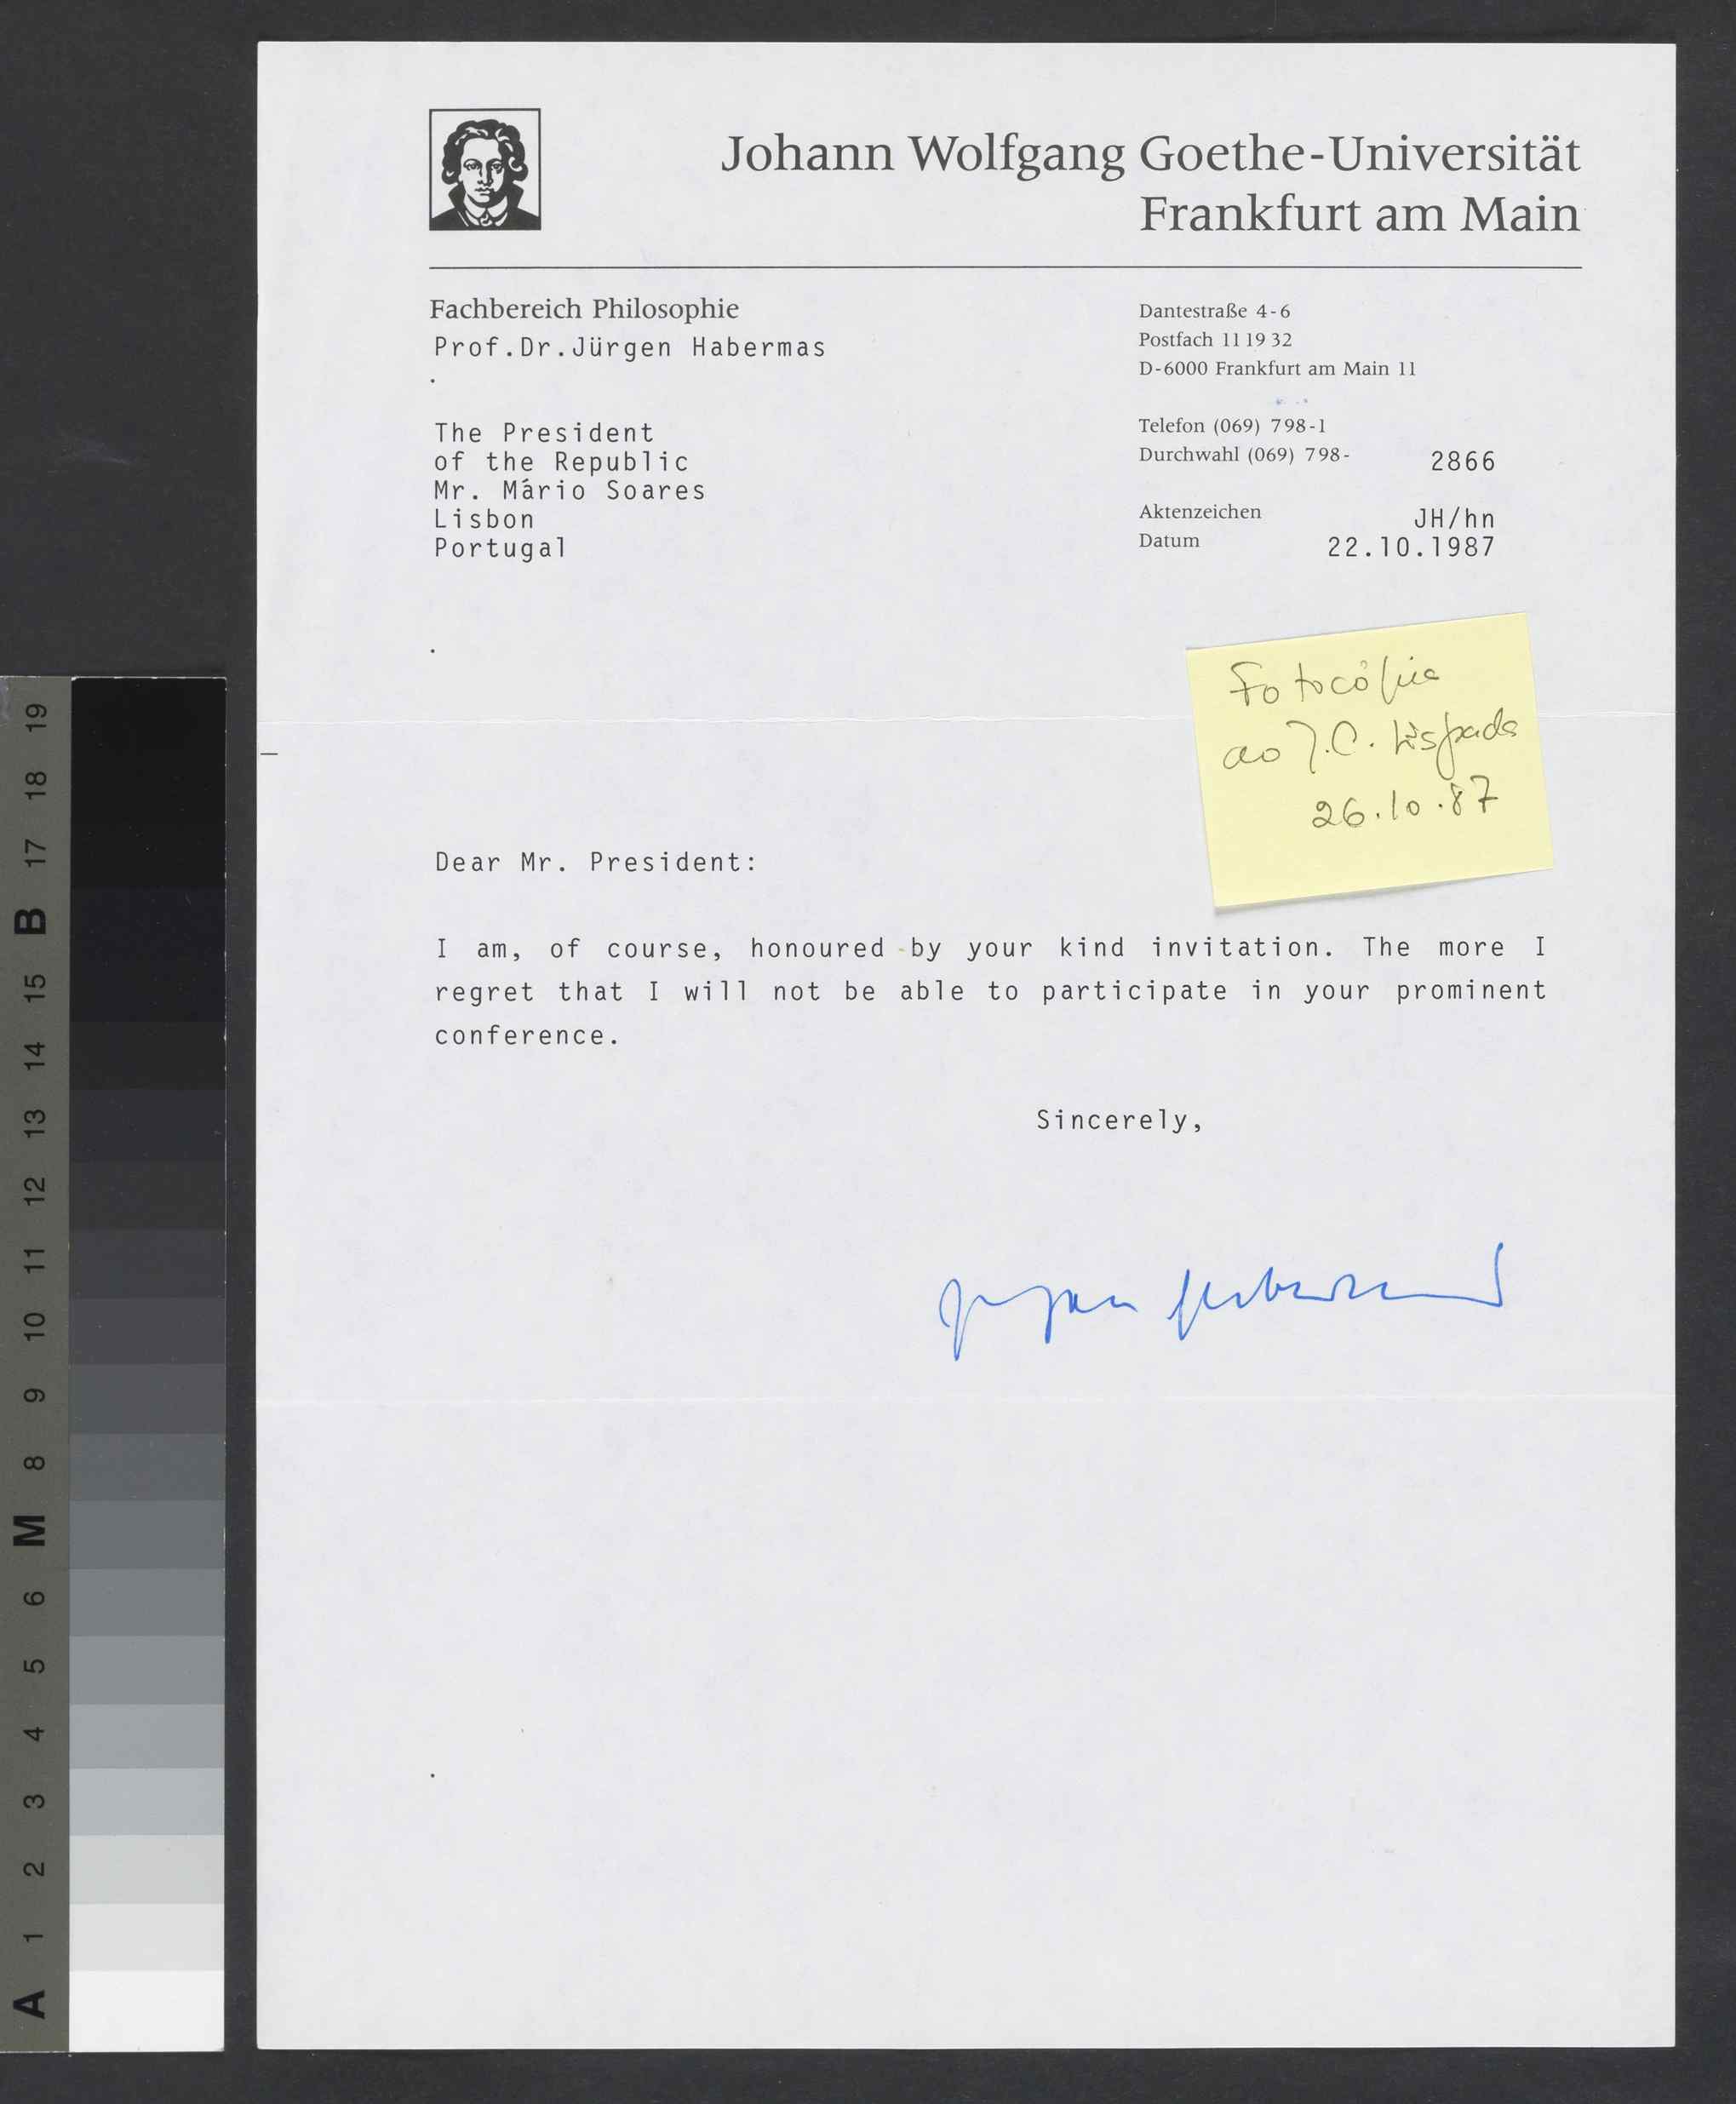 Johann Wolfgang Goethe-Universität
Frankfurt am Main
Fachbereich Philosophie
Prof.Dr.Jürgen Habermas
Dantestraße 4-6
Postfach 11 19 32
D-6000 Frankfurt am Main 11
The President
of the Republic
Mr. Mário Soares
Lisbon
Portugal
Telefon (069) 798-1
Durchwahl (069) 798- 2866
Aktenzeichen JH/hn
Datum 22.10.1987
Fotocópia
ao J.C.
26.10.87
Dear Mr. President:
I am, of course, honoured by your kind invitation. The more I
regret that I will not be able to participate in your prominent
conference.
Sincerely,
Jürgen Habermas
A 1 2 3 4 5 6 M 8 9 10 11 12 13 14 15 B 17 18 19